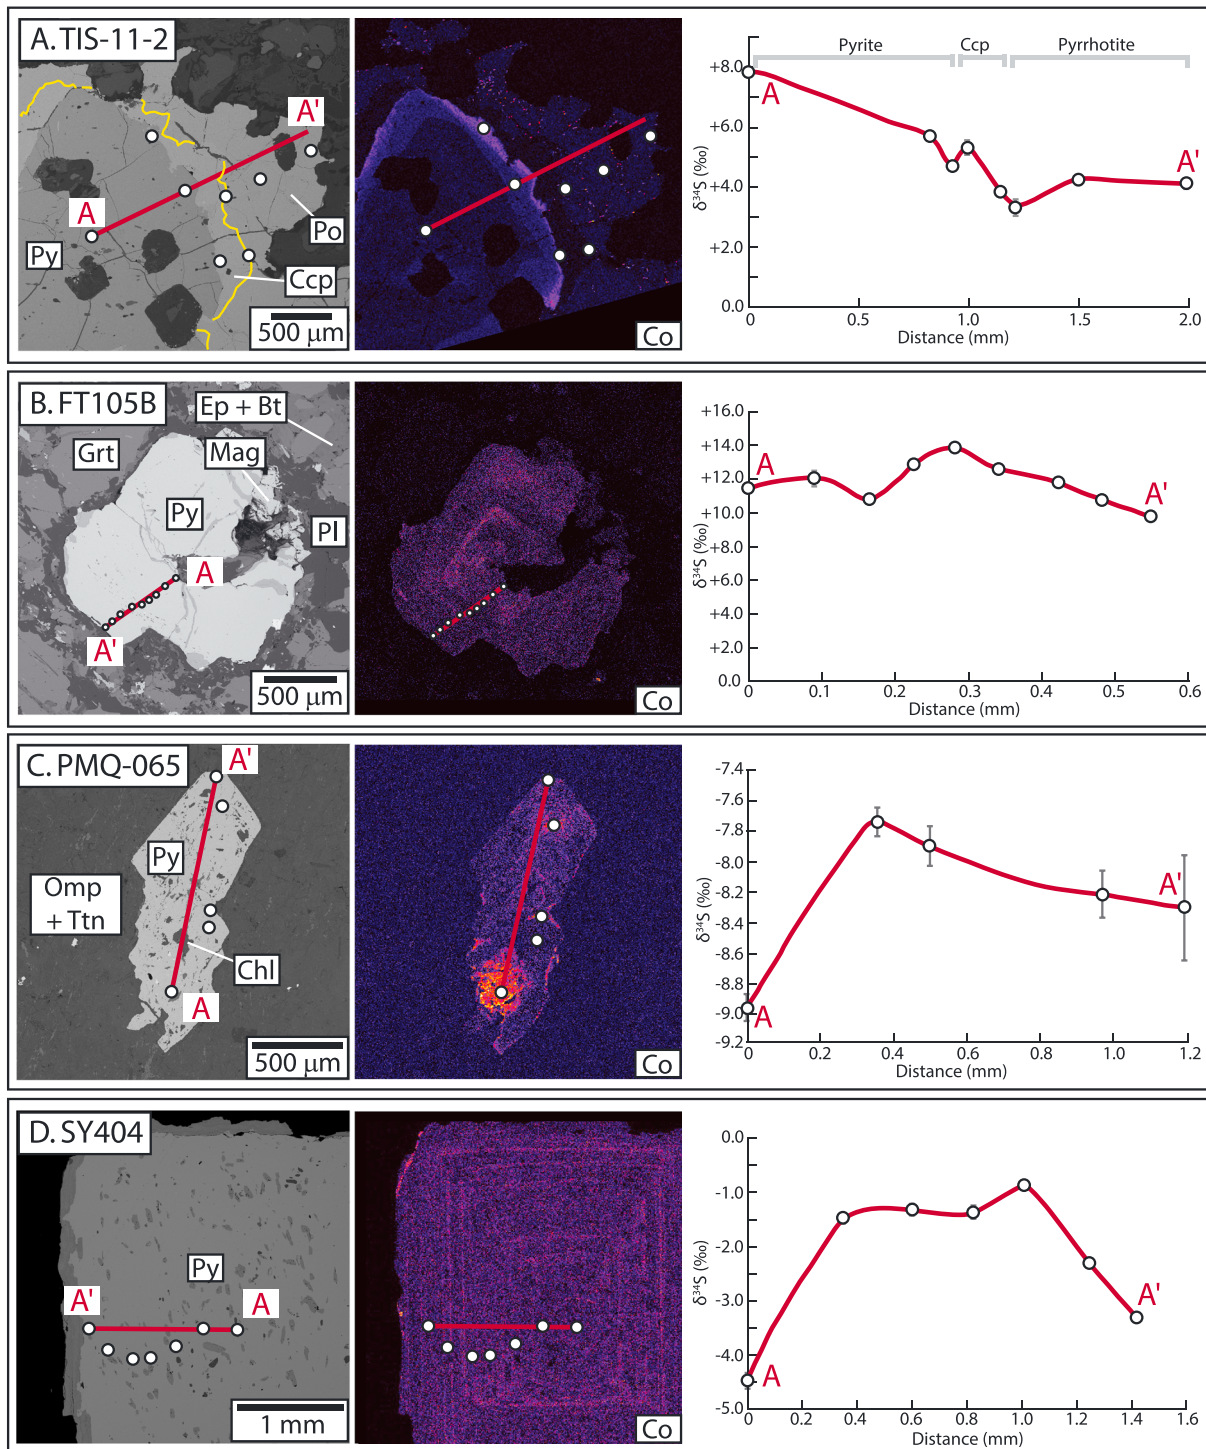 A. TIS-11-2
A'
A
Py
Po
Ccp
500 μm
Co
Pyrite Ccp Pyrrhotite
+8.0
+6.0
+4.0
+2.0
0.0
δ³⁴S (‰)
A
A'
0 0.5 1.0 1.5 2.0
Distance (mm)
B. FT105B
Ep + Bt
Grt
Mag
Py
Pl
A
A'
500 μm
Co
+16.0
+14.0
+12.0
+10.0
+8.0
+6.0
+4.0
+2.0
0.0
δ³⁴S (‰)
A
A'
0 0.1 0.2 0.3 0.4 0.5 0.6
Distance (mm)
C. PMQ-065
A'
Py
Omp
+ Ttn
Chl
A
500 μm
Co
-7.4
-7.6
-7.8
-8.0
-8.2
-8.4
-8.6
-8.8
-9.0
-9.2
δ³⁴S (‰)
A
A'
0 0.2 0.4 0.6 0.8 1.0 1.2
Distance (mm)
D. SY404
Py
A'
A
1 mm
Co
0.0
-1.0
-2.0
-3.0
-4.0
-5.0
δ³⁴S (‰)
A
A'
0 0.2 0.4 0.6 0.8 1.0 1.2 1.4 1.6
Distance (mm)